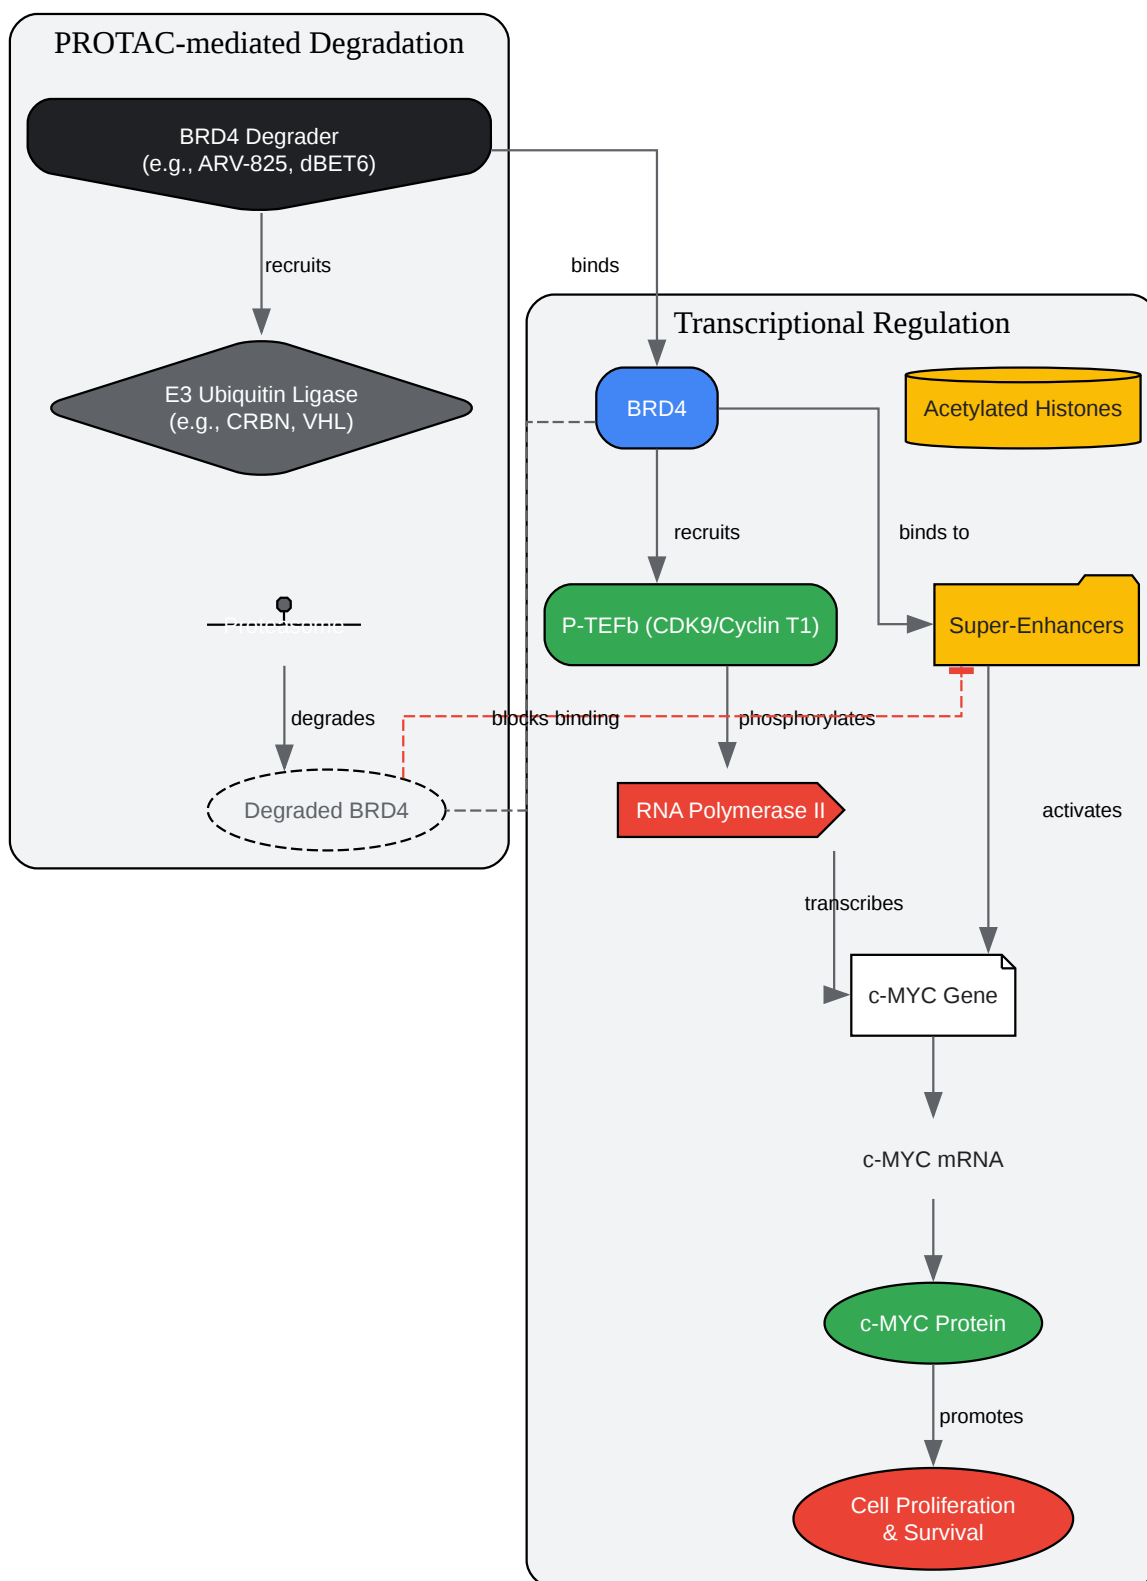 PROTAC-mediated Degradation
BRD4 Degrader
(e.g., ARV-825, dBET6)
recruits
binds
E3 Ubiquitin Ligase
(e.g., CRBN, VHL)
Proteasome
degrades
Degraded BRD4
blocks binding
Transcriptional Regulation
BRD4
Acetylated Histones
recruits
binds to
P-TEFb (CDK9/Cyclin T1)
Super-Enhancers
phosphorylates
RNA Polymerase II
activates
transcribes
c-MYC Gene
c-MYC mRNA
c-MYC Protein
promotes
Cell Proliferation
& Survival